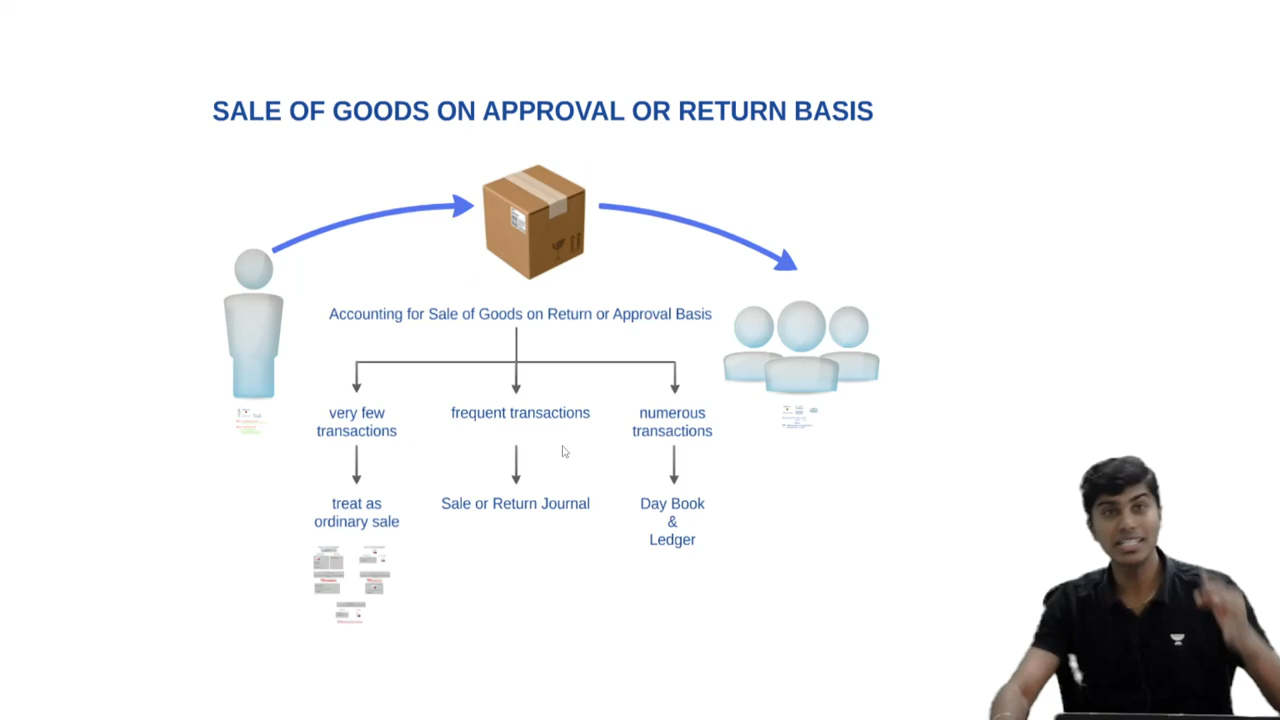 SALE OF GOODS ON APPROVAL OR RETURN BASIS
Accounting for Sale of Goods on Return or Approval Basis
very few
transactions
frequent transactions
numerous
transactions
treat as
ordinary sale
Sale or Return Journal
Day Book
&
Ledger